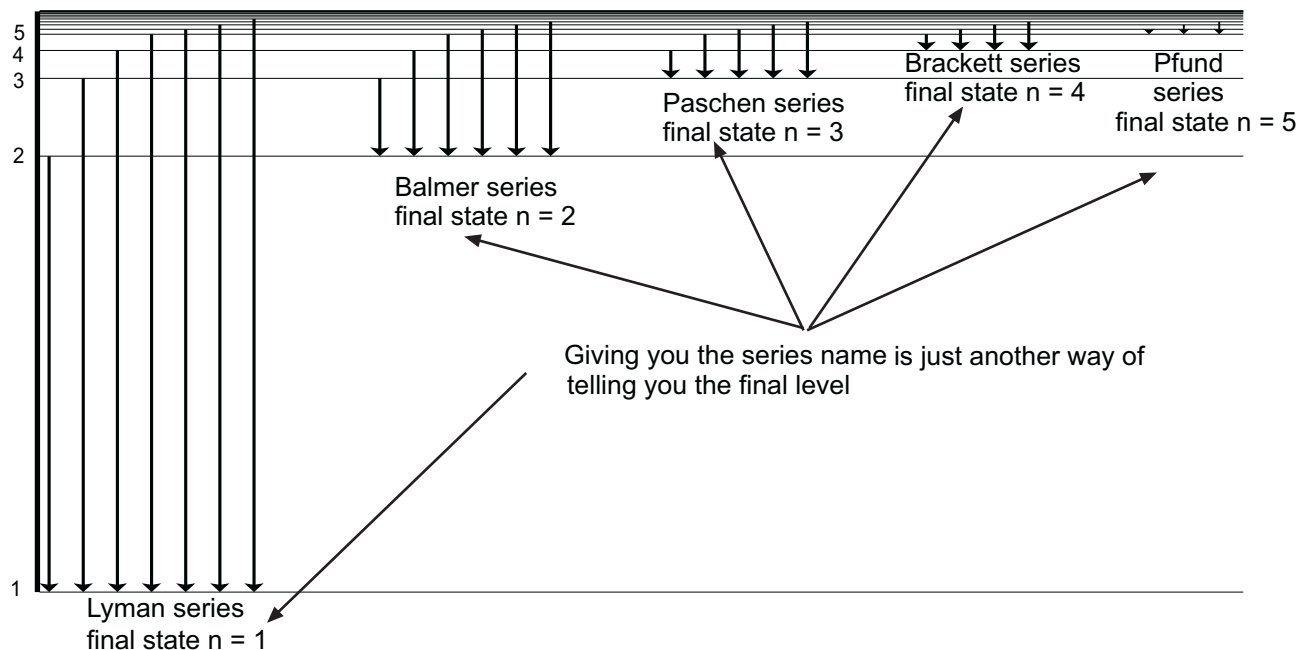 5
4
3
2
1
Brackett series
final state n = 4
Pfund
series
final state n = 5
Paschen series
final state n = 3
Balmer series
final state n = 2
Giving you the series name is just another way of
telling you the final level
Lyman series
final state n = 1